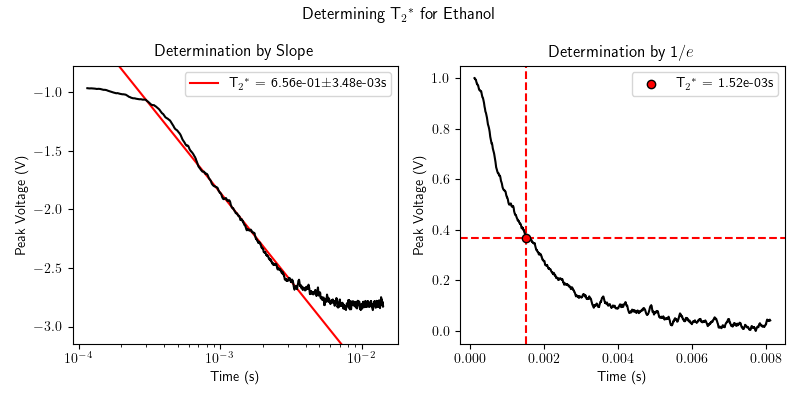 Determining T₂* for Ethanol
Determination by Slope
T₂* = 6.56e-01±3.48e-03s
Peak Voltage (V)
−1.0
−1.5
−2.0
−2.5
−3.0
10⁻⁴
10⁻³
10⁻²
Time (s)
Determination by 1/e
T₂* = 1.52e-03s
Peak Voltage (V)
1.0
0.8
0.6
0.4
0.2
0.0
0.000
0.002
0.004
0.006
0.008
Time (s)